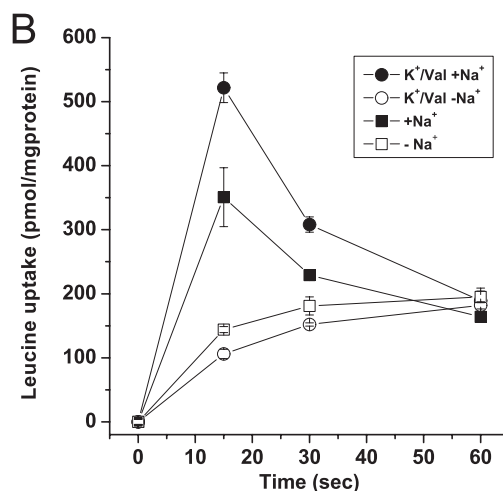 B
600
500
400
300
200
100
0
Leucine uptake (pmol/mgprotein)
K⁺/Val +Na⁺
K⁺/Val -Na⁺
+Na⁺
- Na⁺
0 10 20 30 40 50 60
Time (sec)